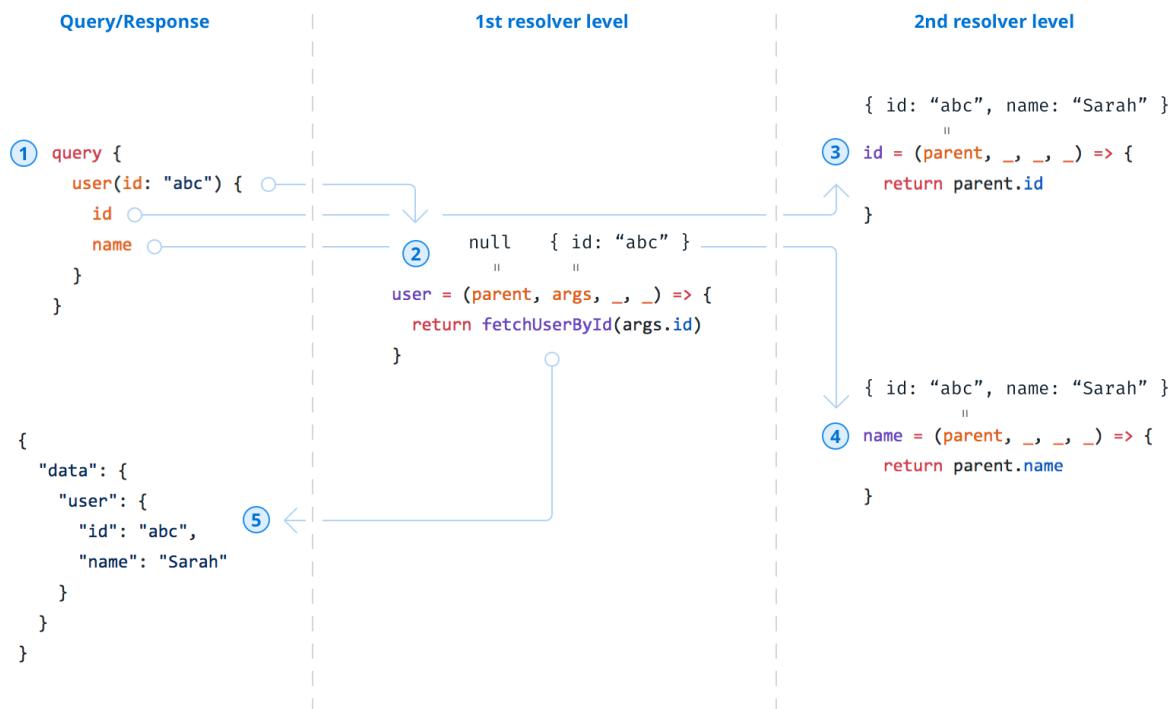 Query/Response
1
query {
user(id: "abc") {
id
name
}
}
{
"data": {
"user": {
"id": "abc",
"name": "Sarah"
}
}
}
5
1st resolver level
2
null { id: “abc” }
= =
user = (parent, args, _, _) => {
return fetchUserById(args.id)
}
2nd resolver level
{ id: “abc”, name: “Sarah” }
=
3
id = (parent, _, _, _) => {
return parent.id
}
{ id: “abc”, name: “Sarah” }
=
4
name = (parent, _, _, _) => {
return parent.name
}